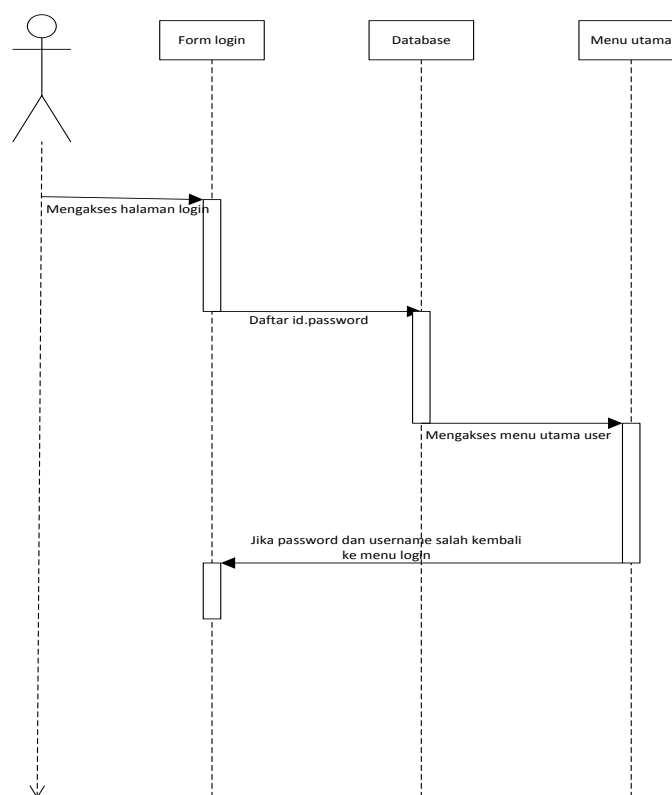 Form login
Database
Menu utama
Mengakses halaman login
Daftar id.password
Mengakses menu utama user
Jika password dan username salah kembali
ke menu login